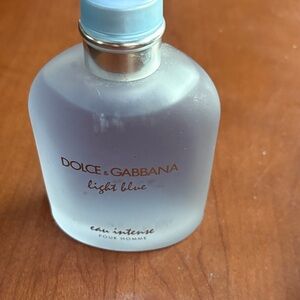 DOLCE & GABBANA
light blue
eau intense
POUR HOMME